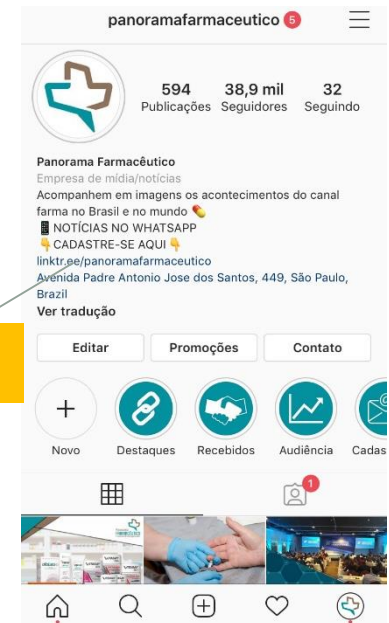 panoramafarmaceutico 5
594 38,9 mil 32
Publicações Seguidores Seguindo
Panorama Farmacêutico
Empresa de mídia/notícias
Acompanhem em imagens os acontecimentos do canal
farma no Brasil e no mundo 💊
📱 NOTÍCIAS NO WHATSAPP
👇 CADASTRE-SE AQUI 👇
linktr.ee/panoramafarmaceutico
Avenida Padre Antonio Jose dos Santos, 449, São Paulo,
Brazil
Ver tradução
Editar Promoções Contato
Novo Destaques Recebidos Audiência Cadas
1